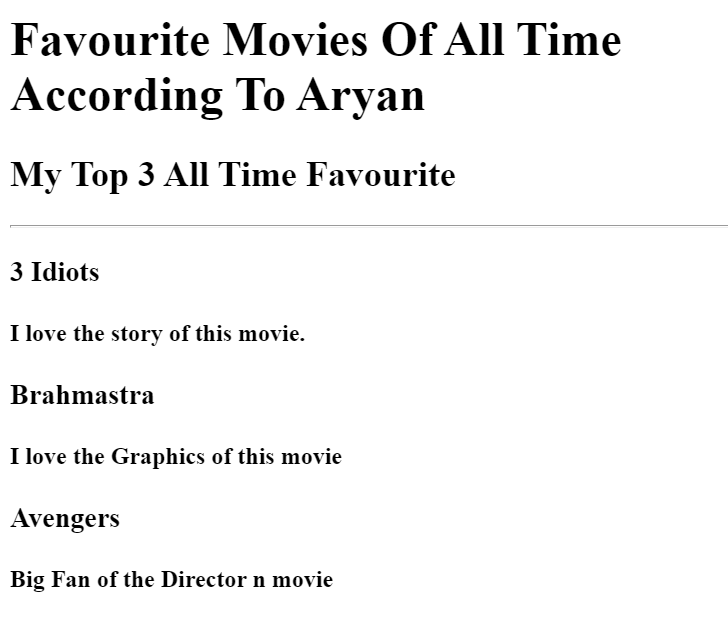 Favourite Movies Of All Time
According To Aryan
My Top 3 All Time Favourite
3 Idiots
I love the story of this movie.
Brahmastra
I love the Graphics of this movie
Avengers
Big Fan of the Director n movie